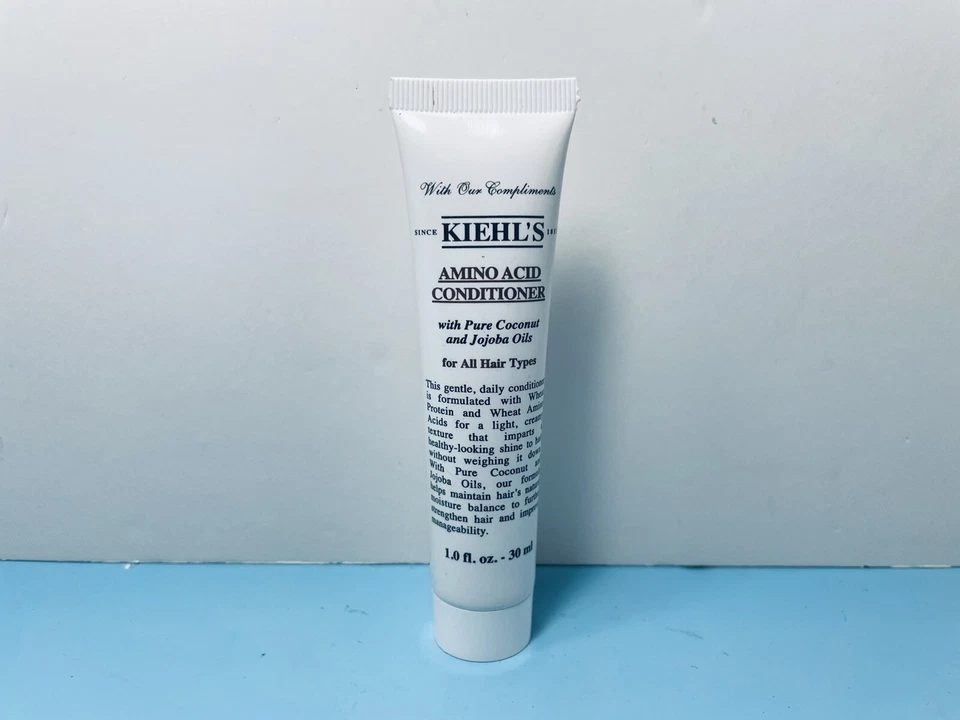 With Our Compliments
SINCE KIEHL'S
AMINO ACID
CONDITIONER
with Pure Coconut
and Jojoba Oils
for All Hair Types
This gentle, daily conditioner
is formulated with
Protein and Wheat
Acids for a light,
texture that imparts
healthy-looking shine to
without weighing it
With Pure Coconut
Jojoba Oils, our
helps maintain hair's
moisture balance to
strengthen hair and
manageability.
1.0 fl. oz. - 30 ml